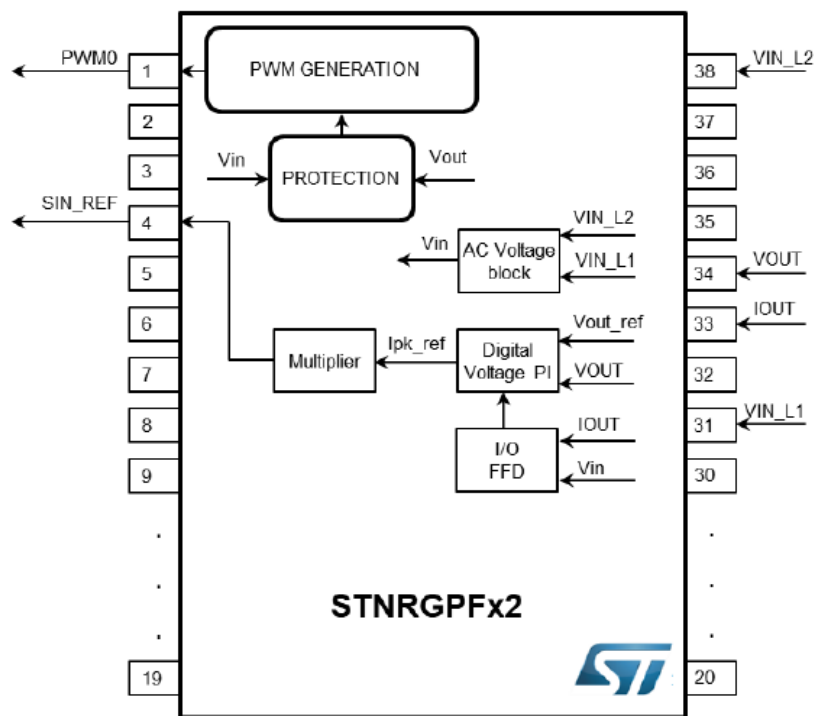 PWM0
1
PWM GENERATION
38
VIN_L2
2
37
3
Vin
PROTECTION
Vout
36
SIN_REF
4
VIN_L2
35
Vin
AC Voltage
block
VIN_L1
5
34
VOUT
6
Vout_ref
33
IOUT
Multiplier
Ipk_ref
Digital
Voltage PI
VOUT
7
32
8
IOUT
31
VIN_L1
I/O
FFD
9
Vin
30
.
.
.
.
.
.
STNRGPFx2
19
ST
20